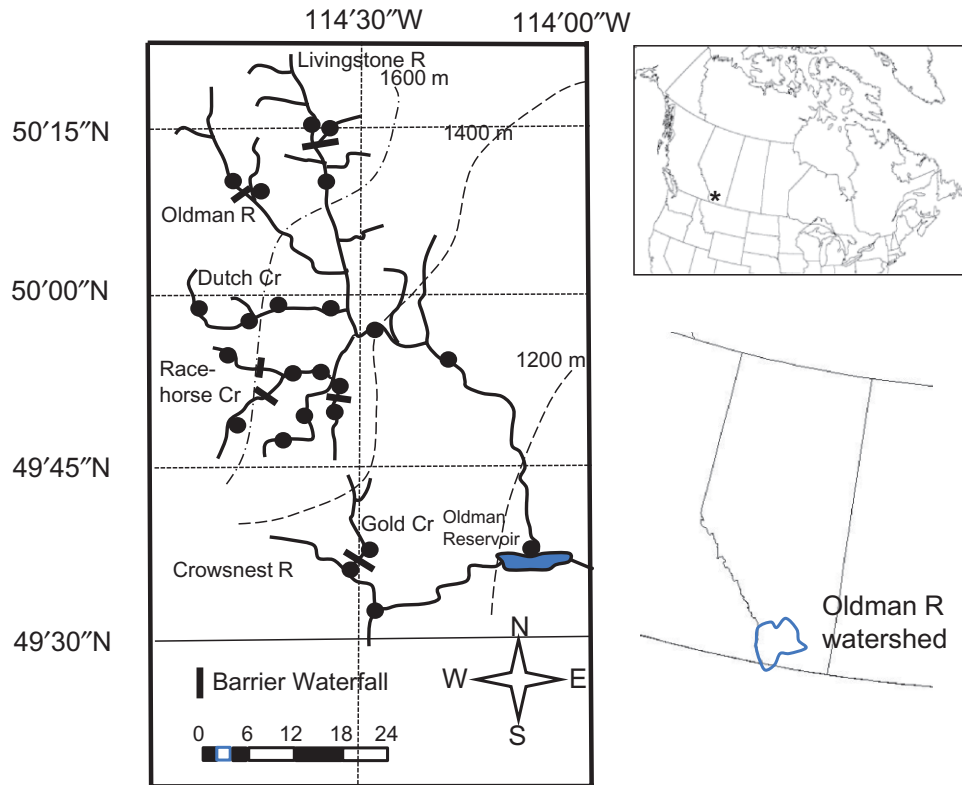 114′30″W
114′00″W
Livingstone R
1600 m
50′15″N
1400 m
*
Oldman R
Dutch Cr
50′00″N
1200 m
Race-
horse Cr
49′45″N
Gold Cr
Oldman
Reservoir
Crowsnest R
Oldman R
watershed
49′30″N
N
W
E
S
Barrier Waterfall
0 6 12 18 24